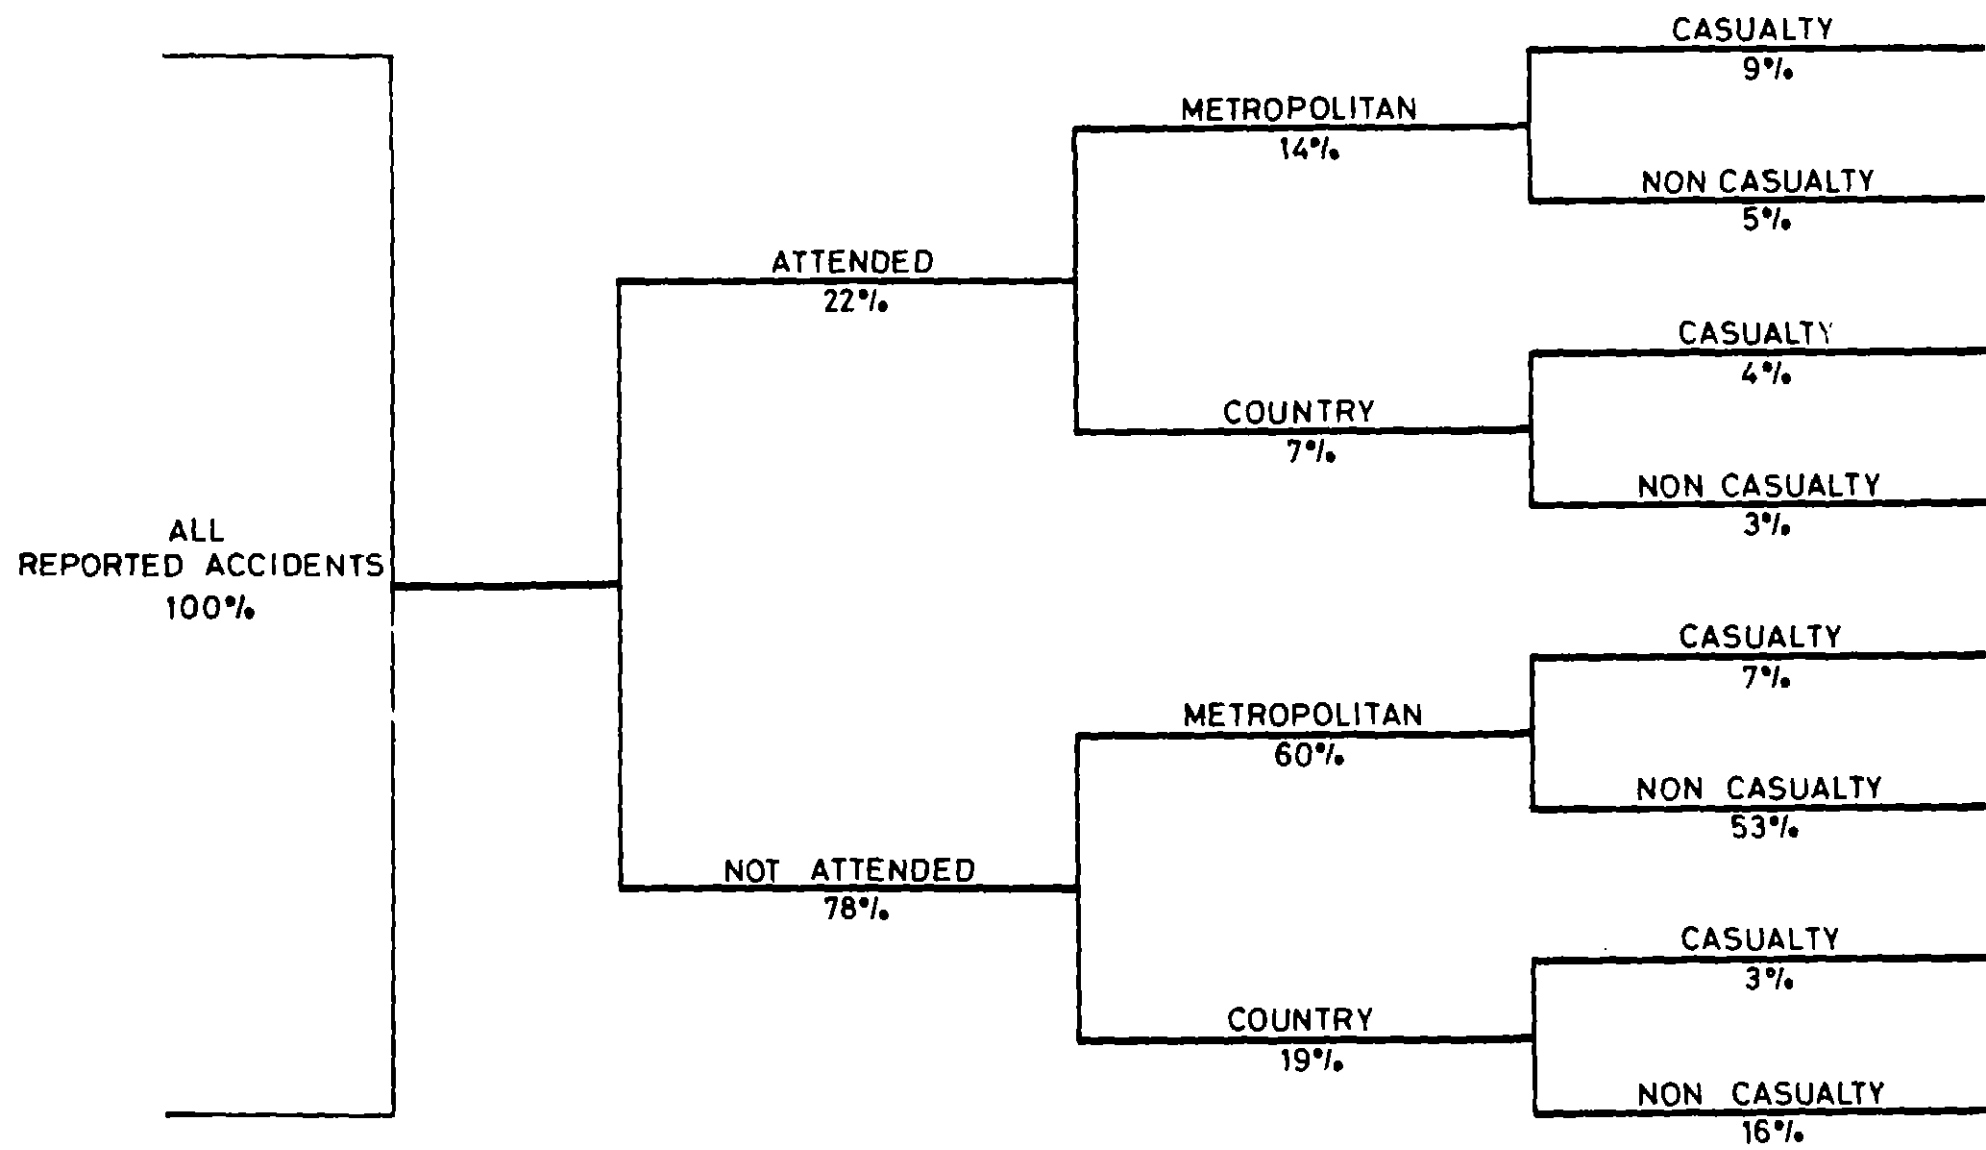 ALL
REPORTED ACCIDENTS
100%
ATTENDED
22%
METROPOLITAN
14%
CASUALTY
9%
NON CASUALTY
5%
COUNTRY
7%
CASUALTY
4%
NON CASUALTY
3%
NOT ATTENDED
78%
METROPOLITAN
60%
CASUALTY
7%
NON CASUALTY
53%
COUNTRY
19%
CASUALTY
3%
NON CASUALTY
16%